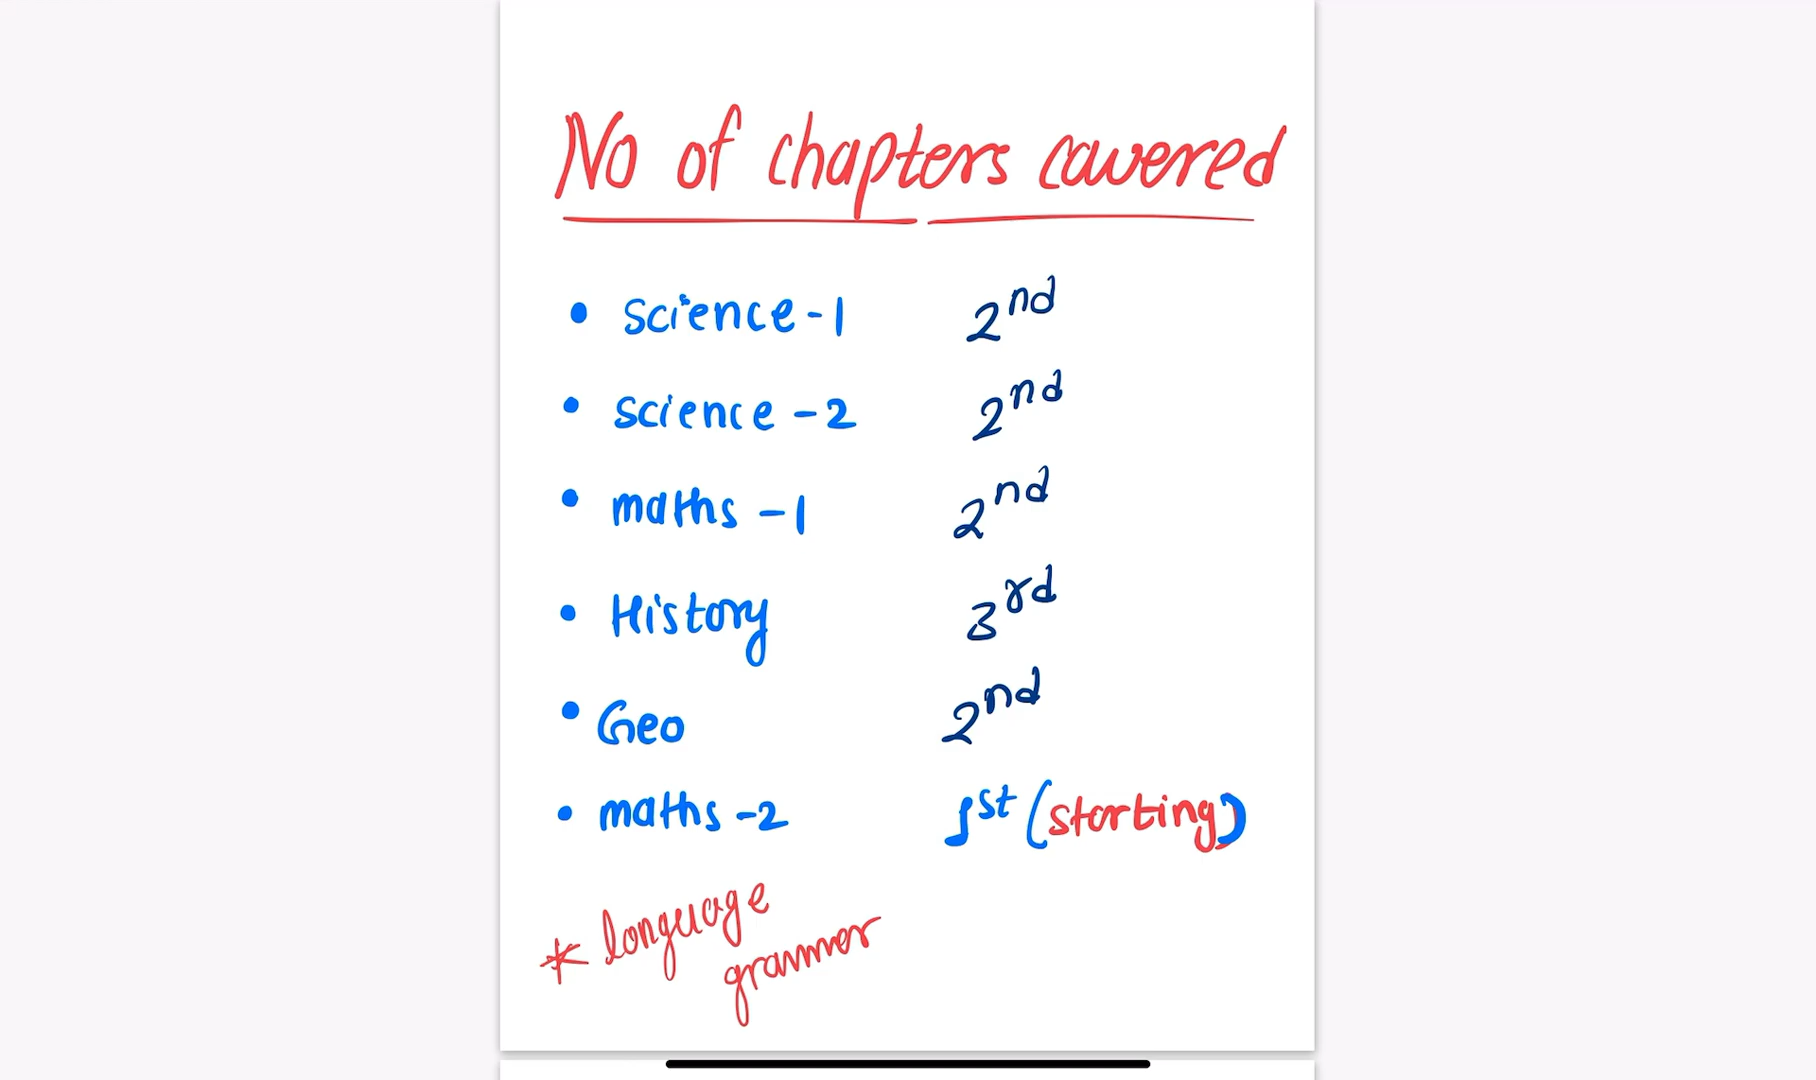 No of chapters cowered
• science-1 2nd
• science-2 2nd
• maths-1 2nd
• History 3rd
• Geo 2nd
• maths-2 1st (starting)
* language
grammer